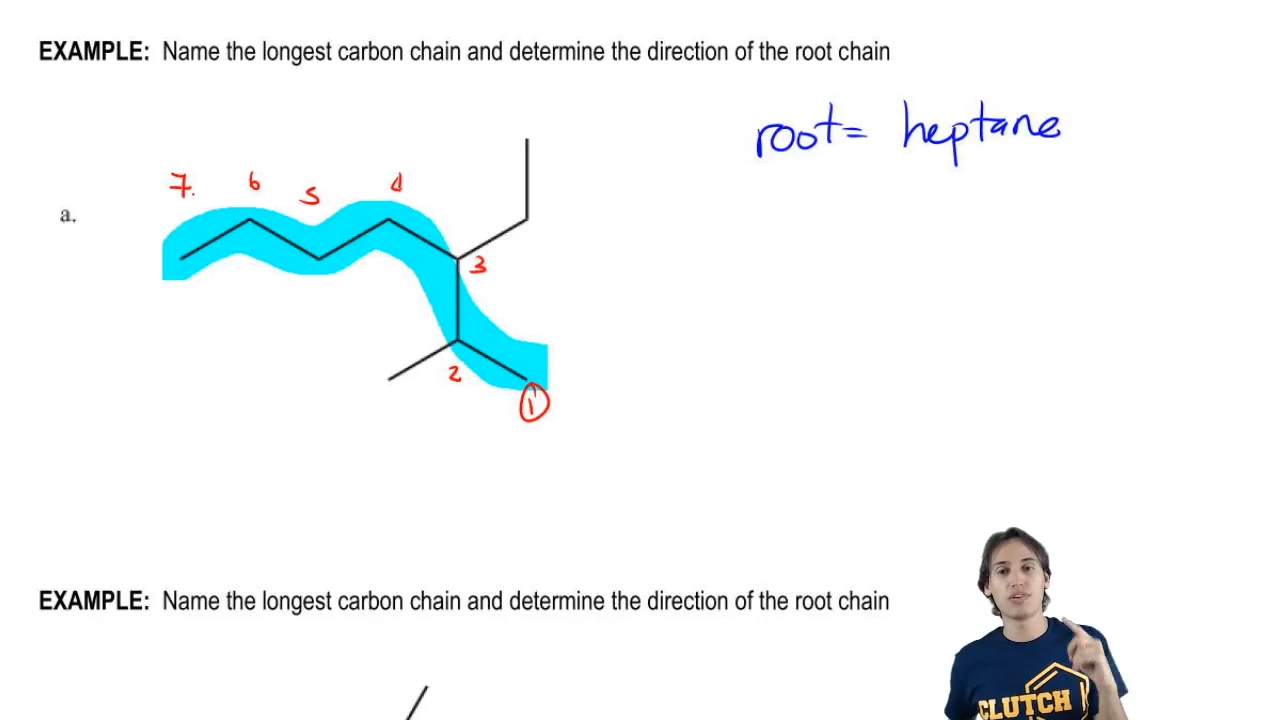 EXAMPLE: Name the longest carbon chain and determine the direction of the root chain
root= heptane
a.
7. 6 5 4
3
2
1
EXAMPLE: Name the longest carbon chain and determine the direction of the root chain
CLUTCH